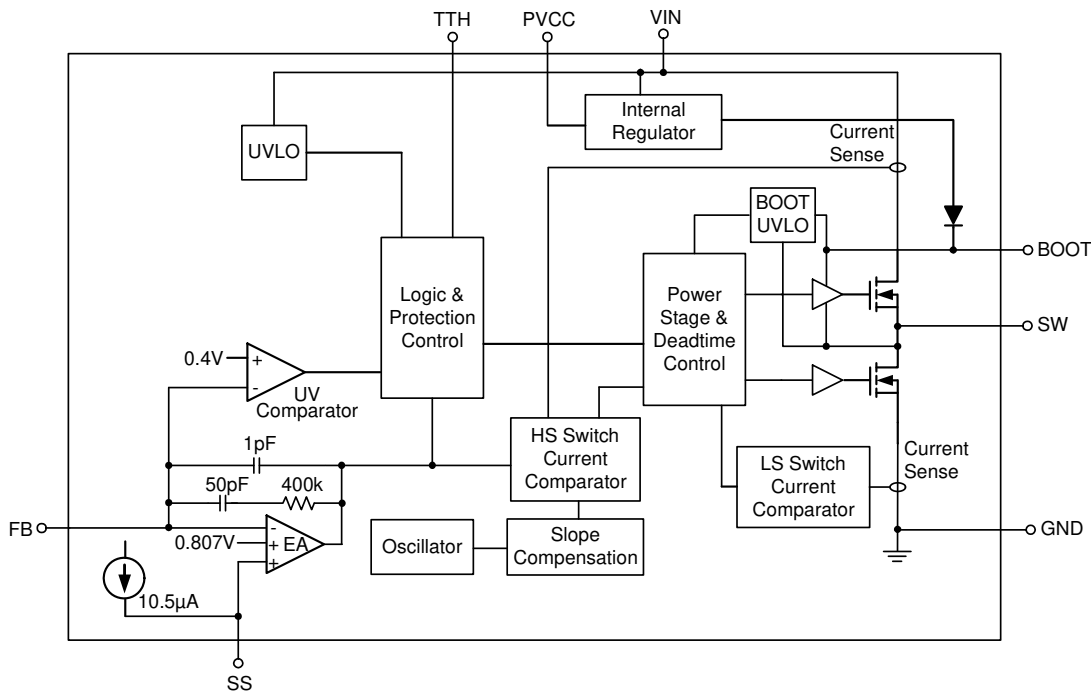 TTH
PVCC
VIN
Internal
Regulator
UVLO
Current
Sense
BOOT
UVLO
BOOT
Logic &
Protection
Control
Power
Stage &
Deadtime
Control
SW
0.4V
+
-
UV
Comparator
1pF
HS Switch
Current
Comparator
LS Switch
Current
Comparator
Current
Sense
50pF
400k
FB
-
0.807V
+
EA
+
Oscillator
Slope
Compensation
GND
10.5µA
SS